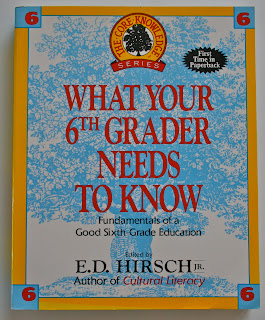 6 6
THE CORE KNOWLEDGE
SERIES
First
Time in
Paperback
WHAT YOUR
6TH GRADER
NEEDS
TO KNOW
Fundamentals of a
Good Sixth-Grade Education
Edited by
E.D. HIRSCH JR.
Author of Cultural Literacy
6 6